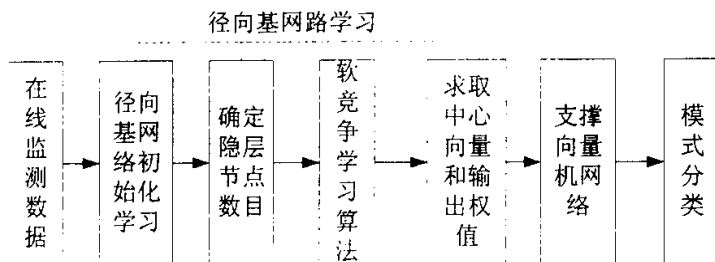 径向基网路学习
在线监测数据
径向
基网
络初
始化
学习
确定
隐层
节点
数目
软竞争学习算法
求取
中心
向量
和输
出权
值
支撑
向量
机网
络
模式分类